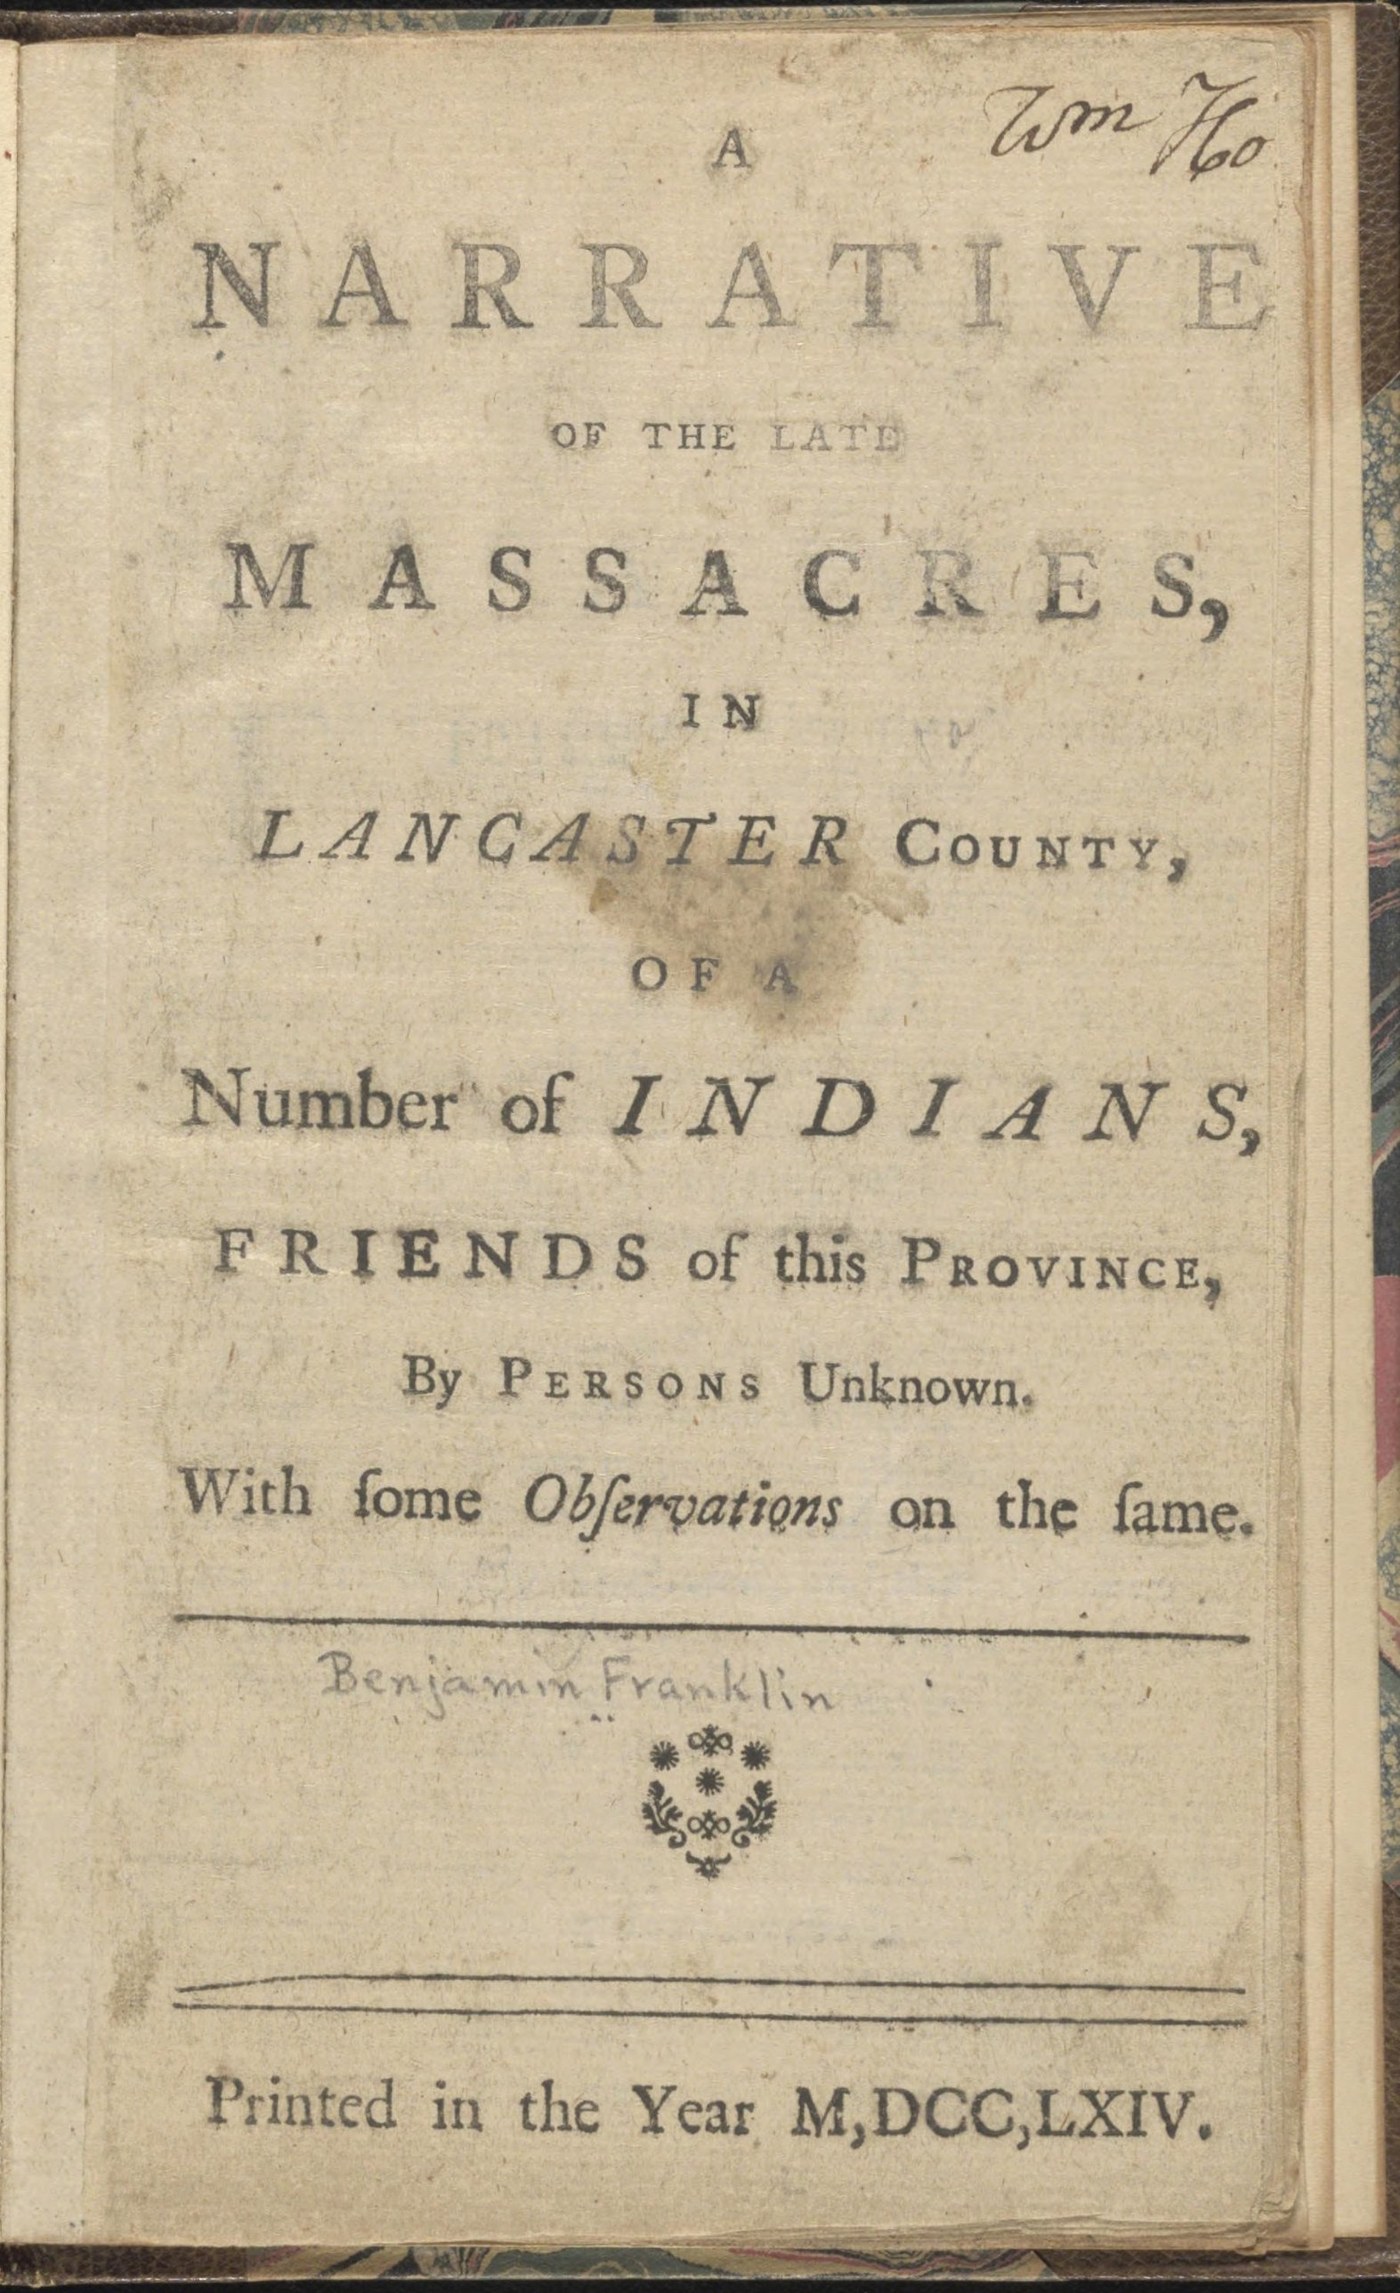 Wm Ho
A
NARRATIVE
OF THE LATE
MASSACRES,
IN
LANCASTER COUNTY,
OF A
Number of INDIANS,
FRIENDS of this PROVINCE,
By PERSONS Unknown.
With ſome Obſervations on the ſame.
Benjamin Franklin
Printed in the Year M,DCC,LXIV.